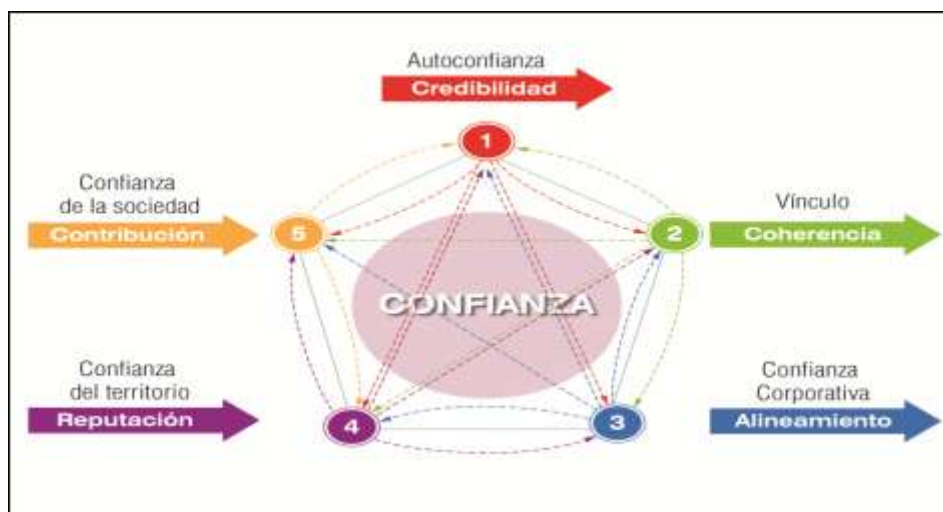 Autoconfianza
Credibilidad
1
Confianza
de la sociedad
Contribución
5
2
Vínculo
Coherencia
CONFIANZA
Confianza
del territorio
Reputación
4
3
Confianza
Corporativa
Alineamiento